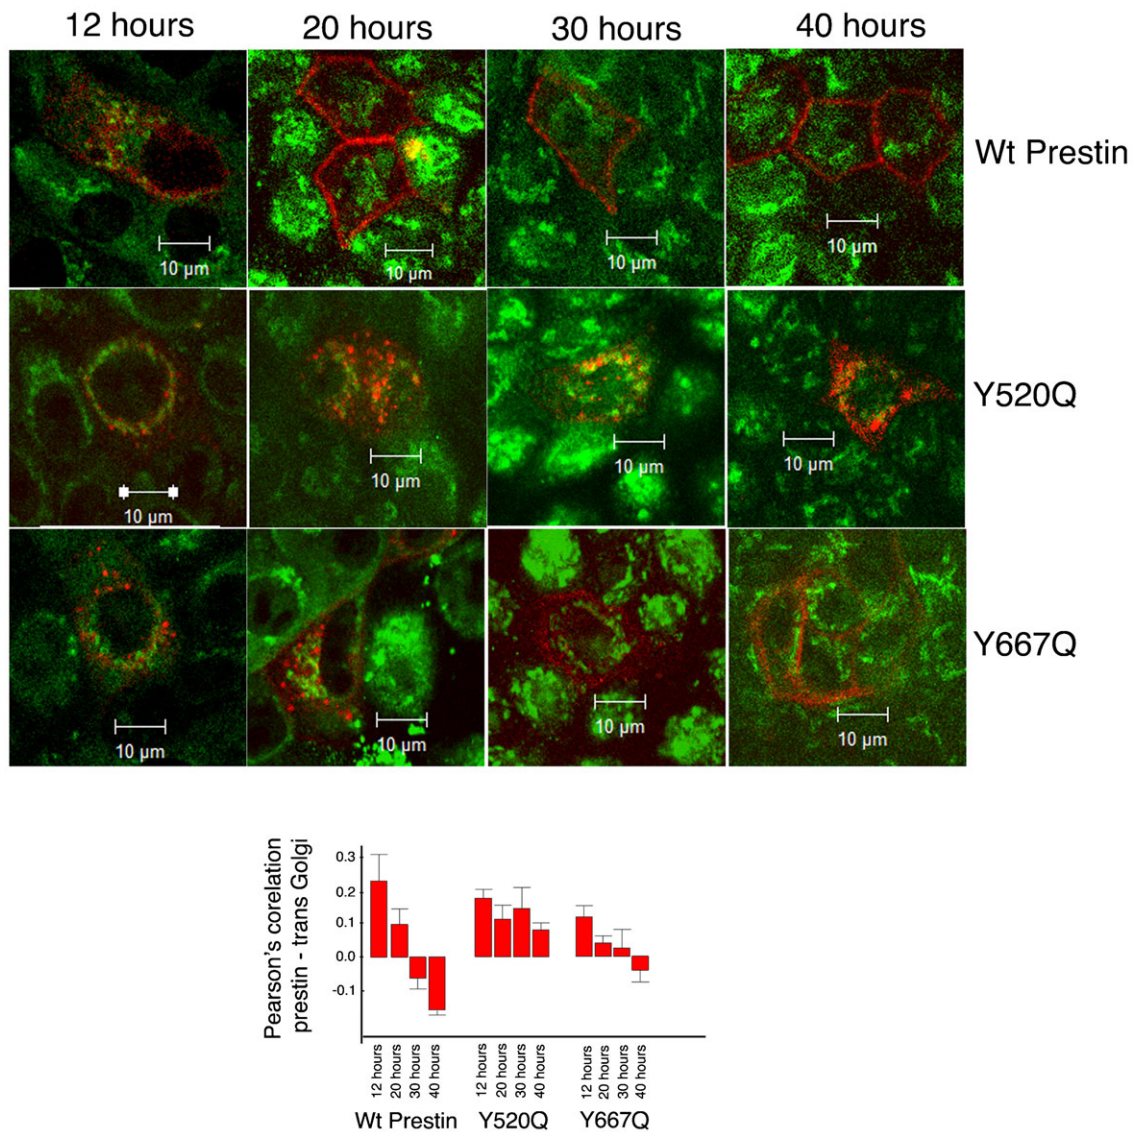 12 hours 20 hours 30 hours 40 hours
Wt Prestin
10 µm 10 µm 10 µm 10 µm
Y520Q
10 µm 10 µm 10 µm 10 µm
Y667Q
10 µm 10 µm 10 µm 10 µm
Pearson's corelation
prestin - trans Golgi
0.3
0.2
0.1
0.0
-0.1
12 hours 20 hours 30 hours 40 hours 12 hours 20 hours 30 hours 40 hours 12 hours 20 hours 30 hours 40 hours
Wt Prestin Y520Q Y667Q